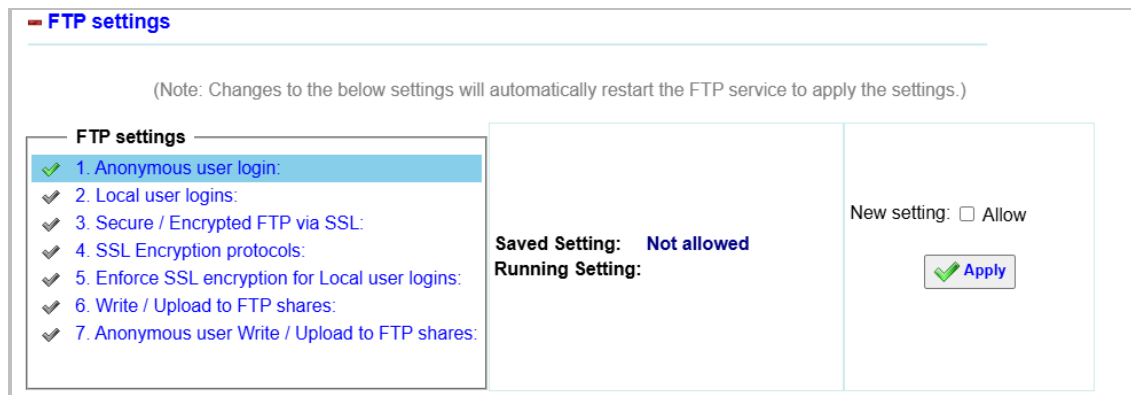 FTP settings
(Note: Changes to the below settings will automatically restart the FTP service to apply the settings.)
FTP settings
1. Anonymous user login:
2. Local user logins:
3. Secure / Encrypted FTP via SSL:
4. SSL Encryption protocols:
5. Enforce SSL encryption for Local user logins:
6. Write / Upload to FTP shares:
7. Anonymous user Write / Upload to FTP shares:
Saved Setting: Not allowed
Running Setting:
New setting: Allow
Apply